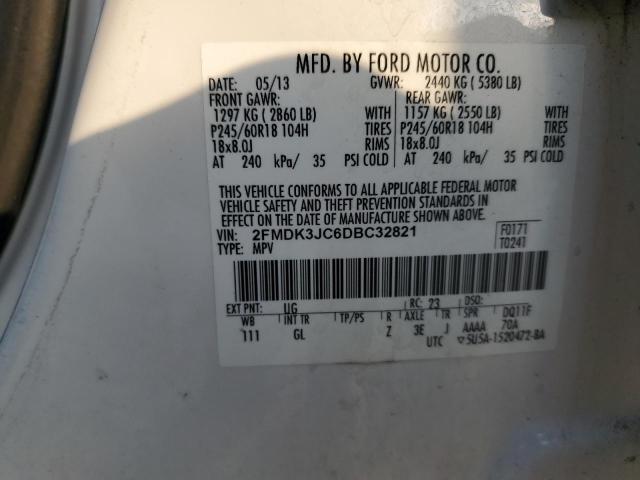 MFD. BY FORD MOTOR CO.
DATE: 05/13 GVWR: 2440 KG ( 5380 LB)
FRONT GAWR: REAR GAWR:
1297 KG ( 2860 LB) WITH 1157 KG ( 2550 LB) WITH
P245/60R18 104H TIRES P245/60R18 104H TIRES
18x8.0J RIMS 18x8.0J RIMS
AT 240 kPa/ 35 PSI COLD AT 240 kPa/ 35 PSI COLD
THIS VEHICLE CONFORMS TO ALL APPLICABLE FEDERAL MOTOR
VEHICLE SAFETY AND THEFT PREVENTION STANDARDS IN
EFFECT ON THE DATE OF MANUFACTURE SHOWN ABOVE.
VIN: 2FMDK3JC6DBC32821 F0171
TYPE: MPV T0241
EXT PNT: UG RC: 23 DSO:
WB INT TR TP/PS R AXLE TR SPR DQ11F
111 GL Z 3E J AAAA 70A
UTC ▽5U5A-1520472-BA